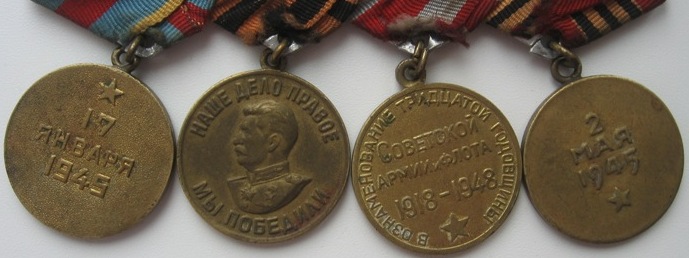 17
ЯНВАРЯ
1945
НАШЕ ДЕЛО ПРАВОЕ
МЫ ПОБЕДИЛИ
В ОЗНАМЕНОВАНИЕ ТРИДЦАТОЙ ГОДОВЩИНЫ
СОВЕТСКОЙ
АРМИИ И ФЛОТА
1918-1948
2
МАЯ
1945